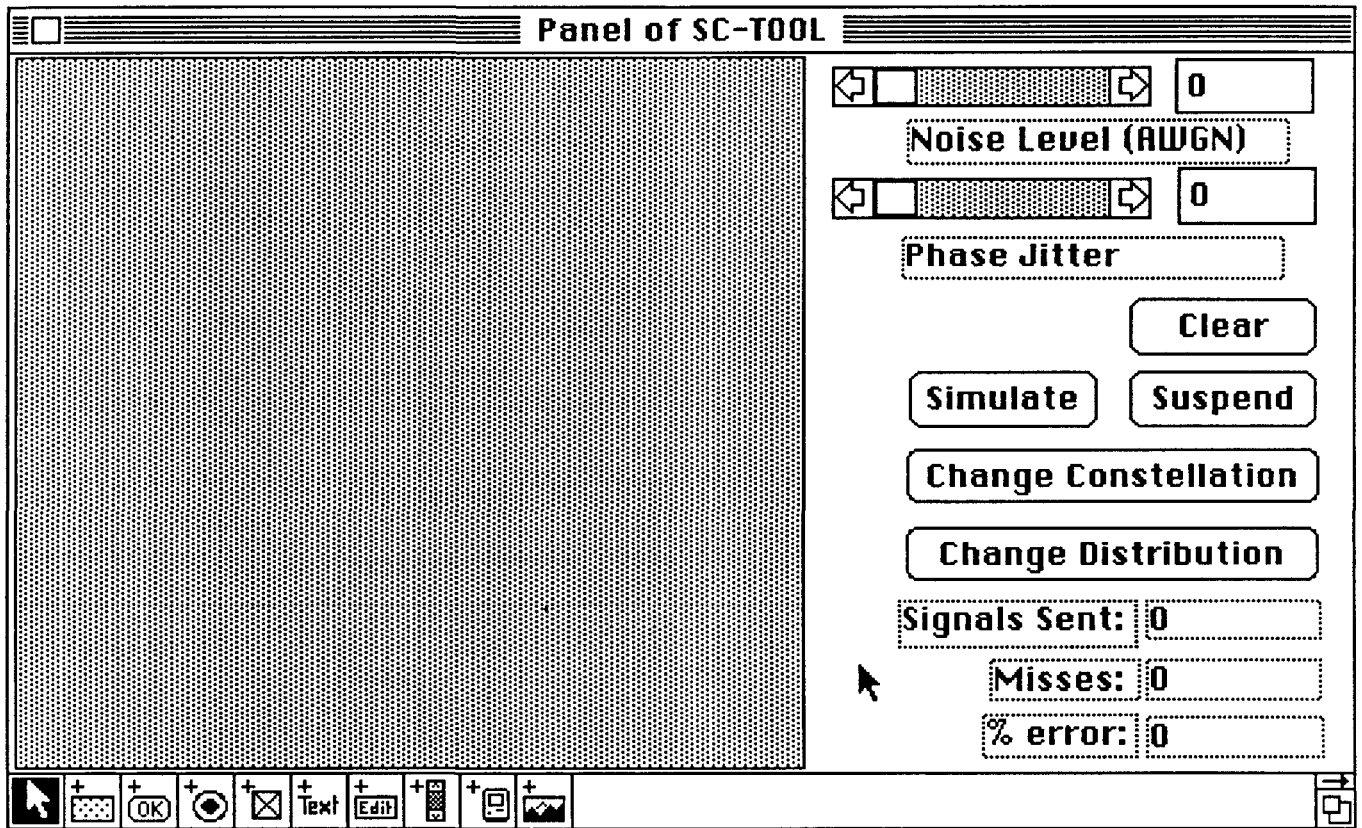 Panel of SC-TOOL
0
Noise Level (AWGN)
0
Phase Jitter
Clear
Simulate Suspend
Change Constellation
Change Distribution
Signals Sent: 0
Misses: 0
% error: 0
OK Text Edit